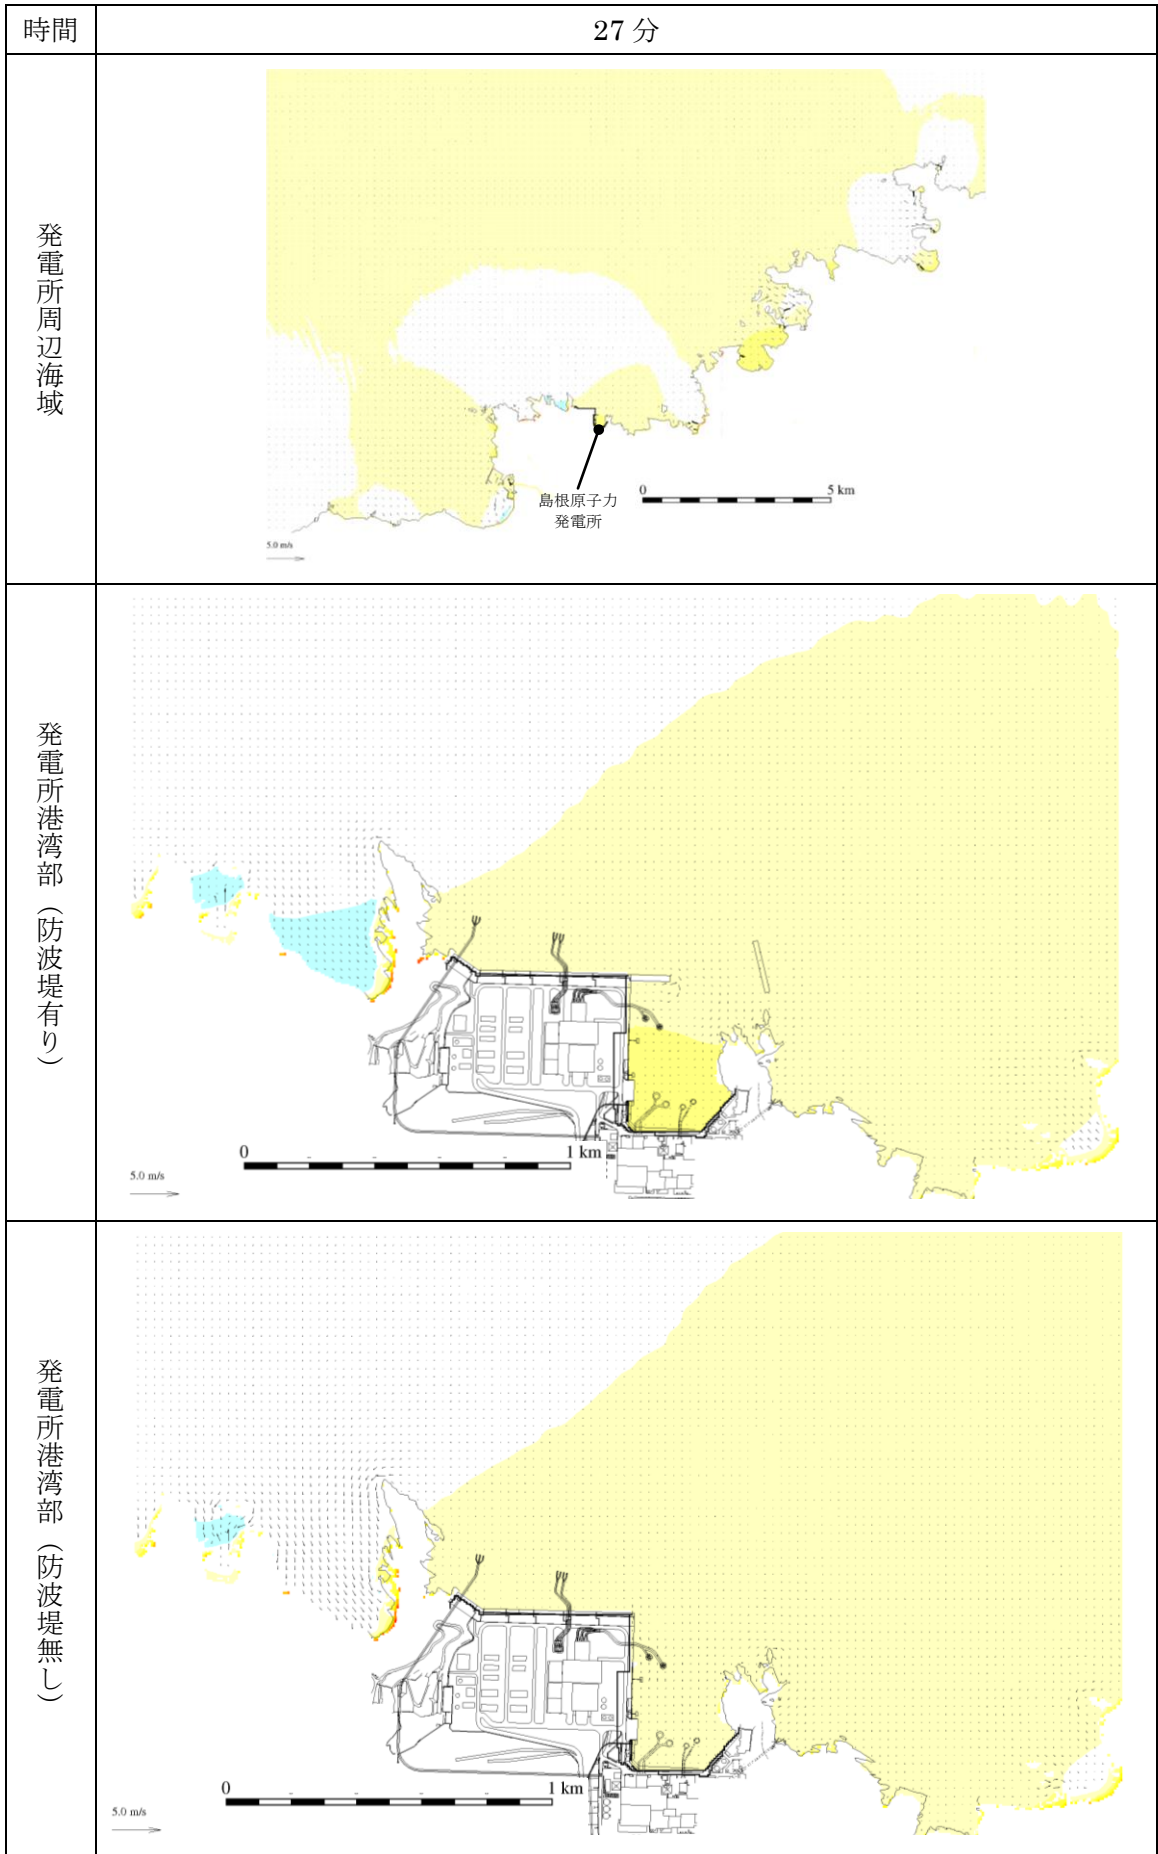 時間
27 分
発電所周辺海域
島根原子力
発電所
0 5 km
5.0 m/s
発電所港湾部（防波堤有り）
0 1 km
5.0 m/s
発電所港湾部（防波堤無し）
0 1 km
5.0 m/s